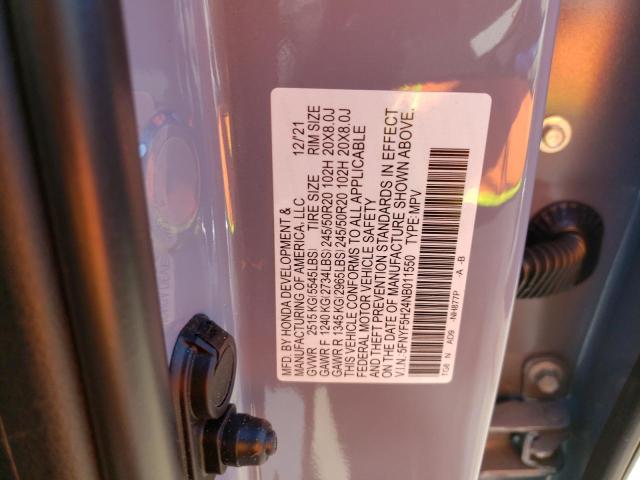 MFD. BY HONDA DEVELOPMENT &
MANUFACTURING OF AMERICA, LLC 12/21
GVWR 2515 KG(5545LBS) TIRE SIZE RIM SIZE
GAWR F 1240 KG(2734LBS) 245/50R20 102H 20X8.0J
GAWR R 1345 KG(2965LBS) 245/50R20 102H 20X8.0J
THIS VEHICLE CONFORMS TO ALL APPLICABLE
FEDERAL MOTOR VEHICLE SAFETY
AND THEFT PREVENTION STANDARDS IN EFFECT
ON THE DATE OF MANUFACTURE SHOWN ABOVE.
V.I.N. 5FNYF5H24NB011550 TYPE: MPV
TG8 N AD9 -NH877P -A -B